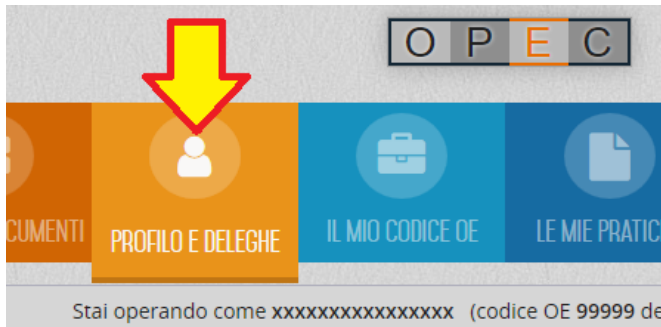 O P E C
CUMENTI PROFILO E DELEGHE IL MIO CODICE OE LE MIE PRATIC
Stai operando come xxxxxxxxxxxxxxxx (codice OE 99999 de